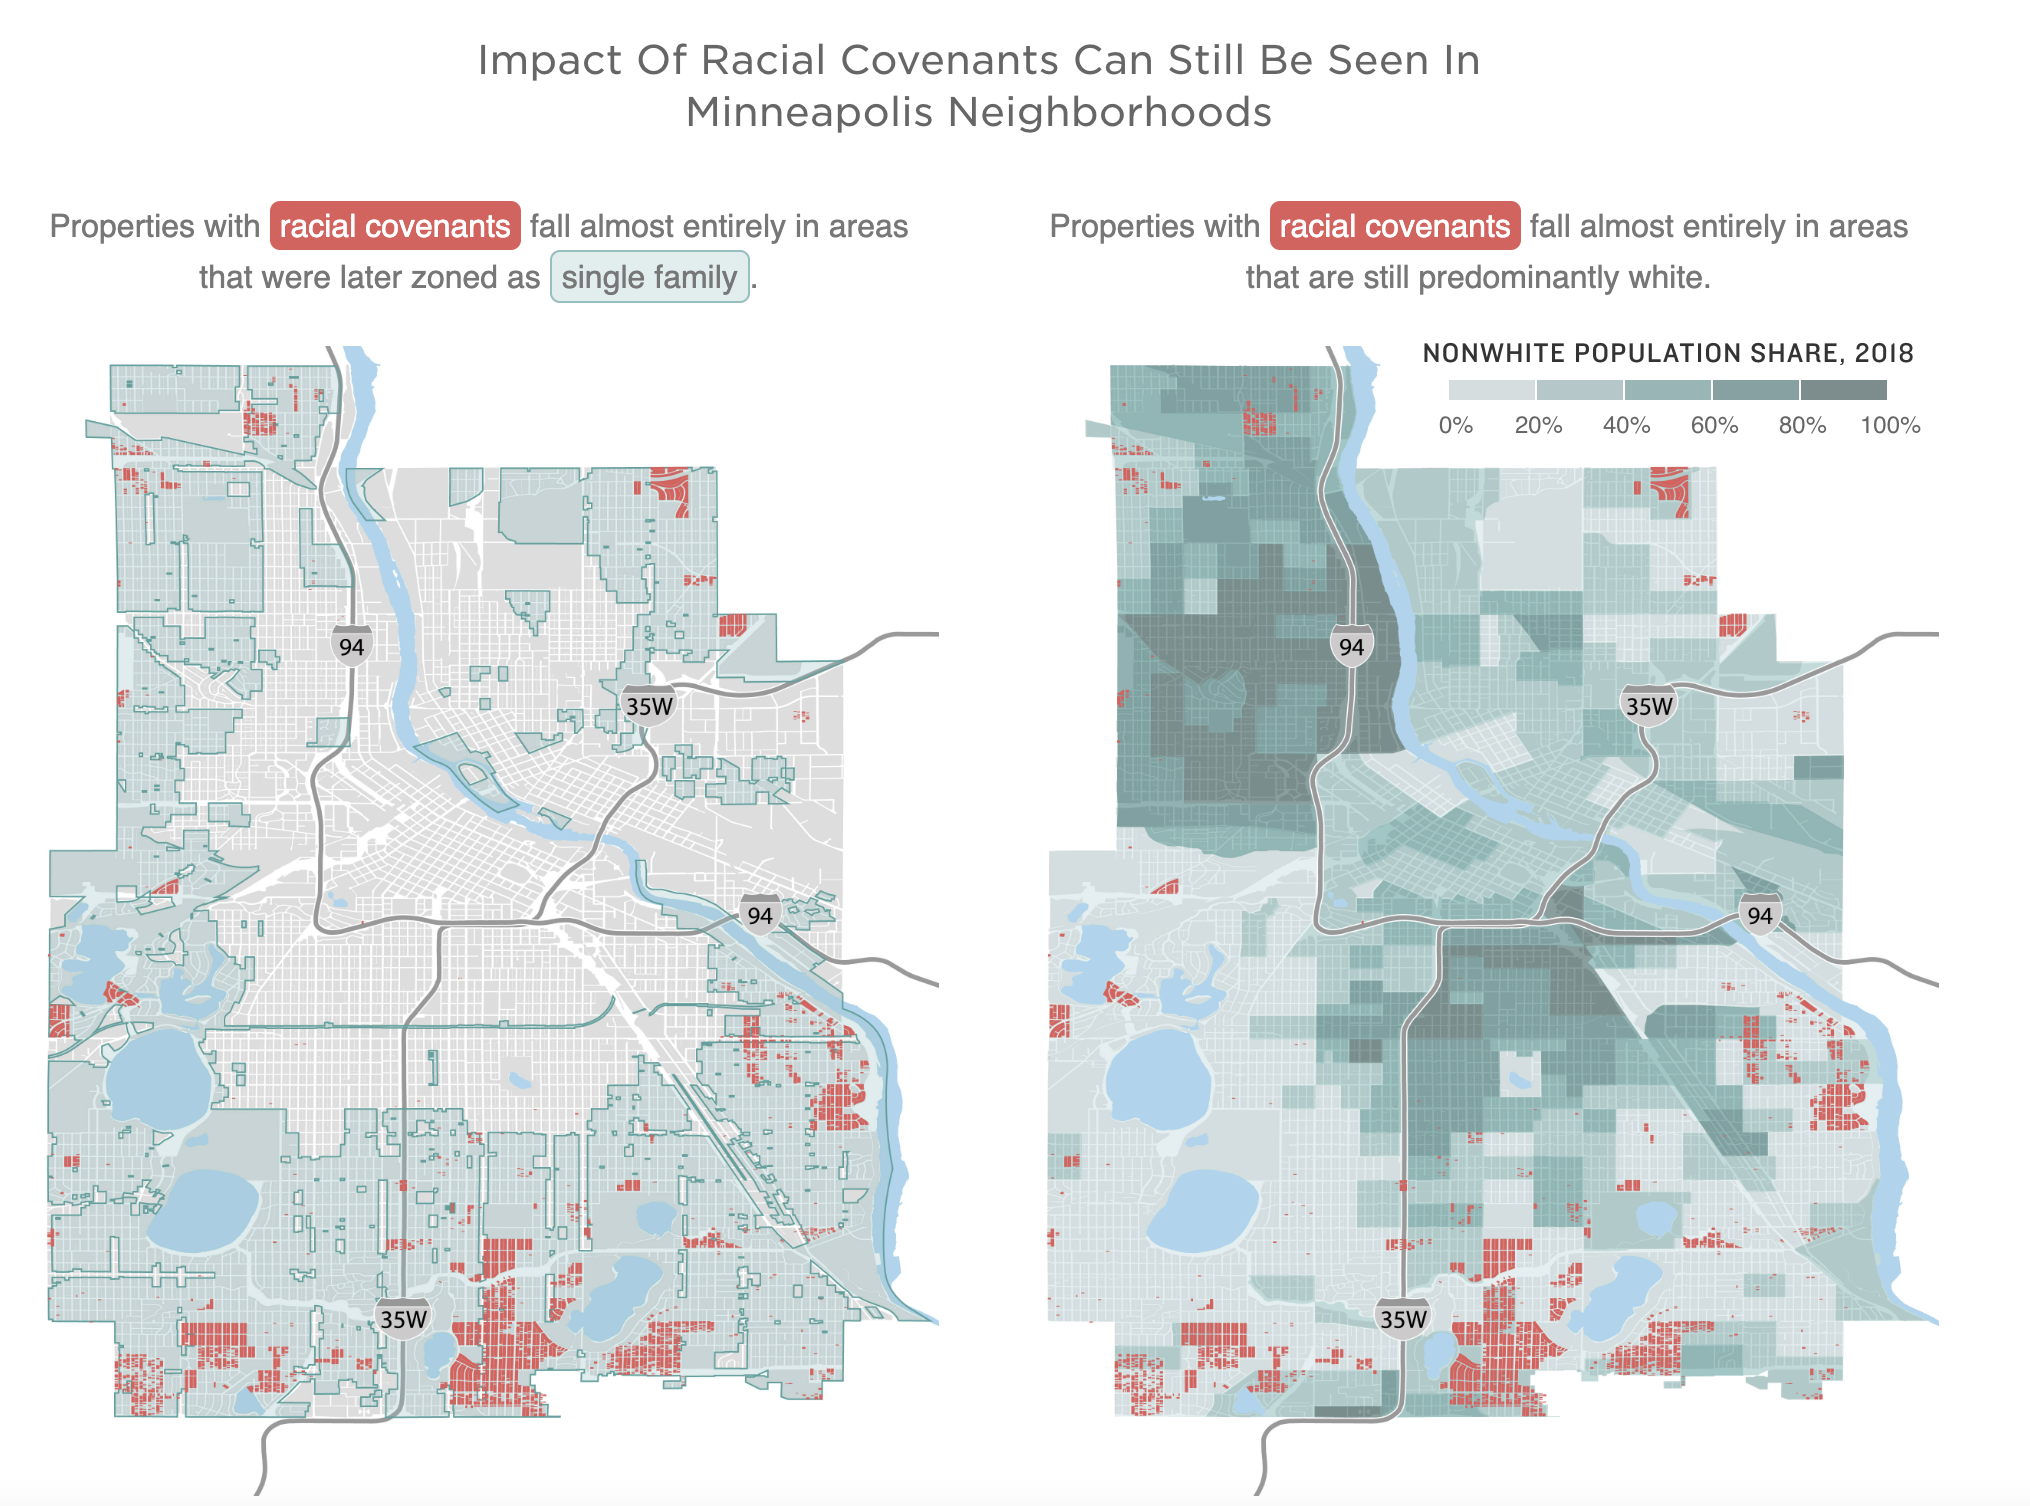 Impact Of Racial Covenants Can Still Be Seen In
Minneapolis Neighborhoods
Properties with racial covenants fall almost entirely in areas
that were later zoned as single family.
Properties with racial covenants fall almost entirely in areas
that are still predominantly white.
NONWHITE POPULATION SHARE, 2018
0% 20% 40% 60% 80% 100%
94
35W
94
35W
94
35W
94
35W